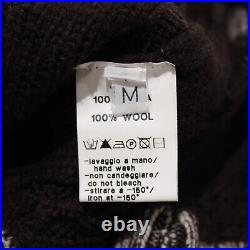 M
100% A
100% WOOL
-lavaggio a mano/
hand wash
-non candeggiare/
do not bleach
-stirare a -150°/
iron at -150°